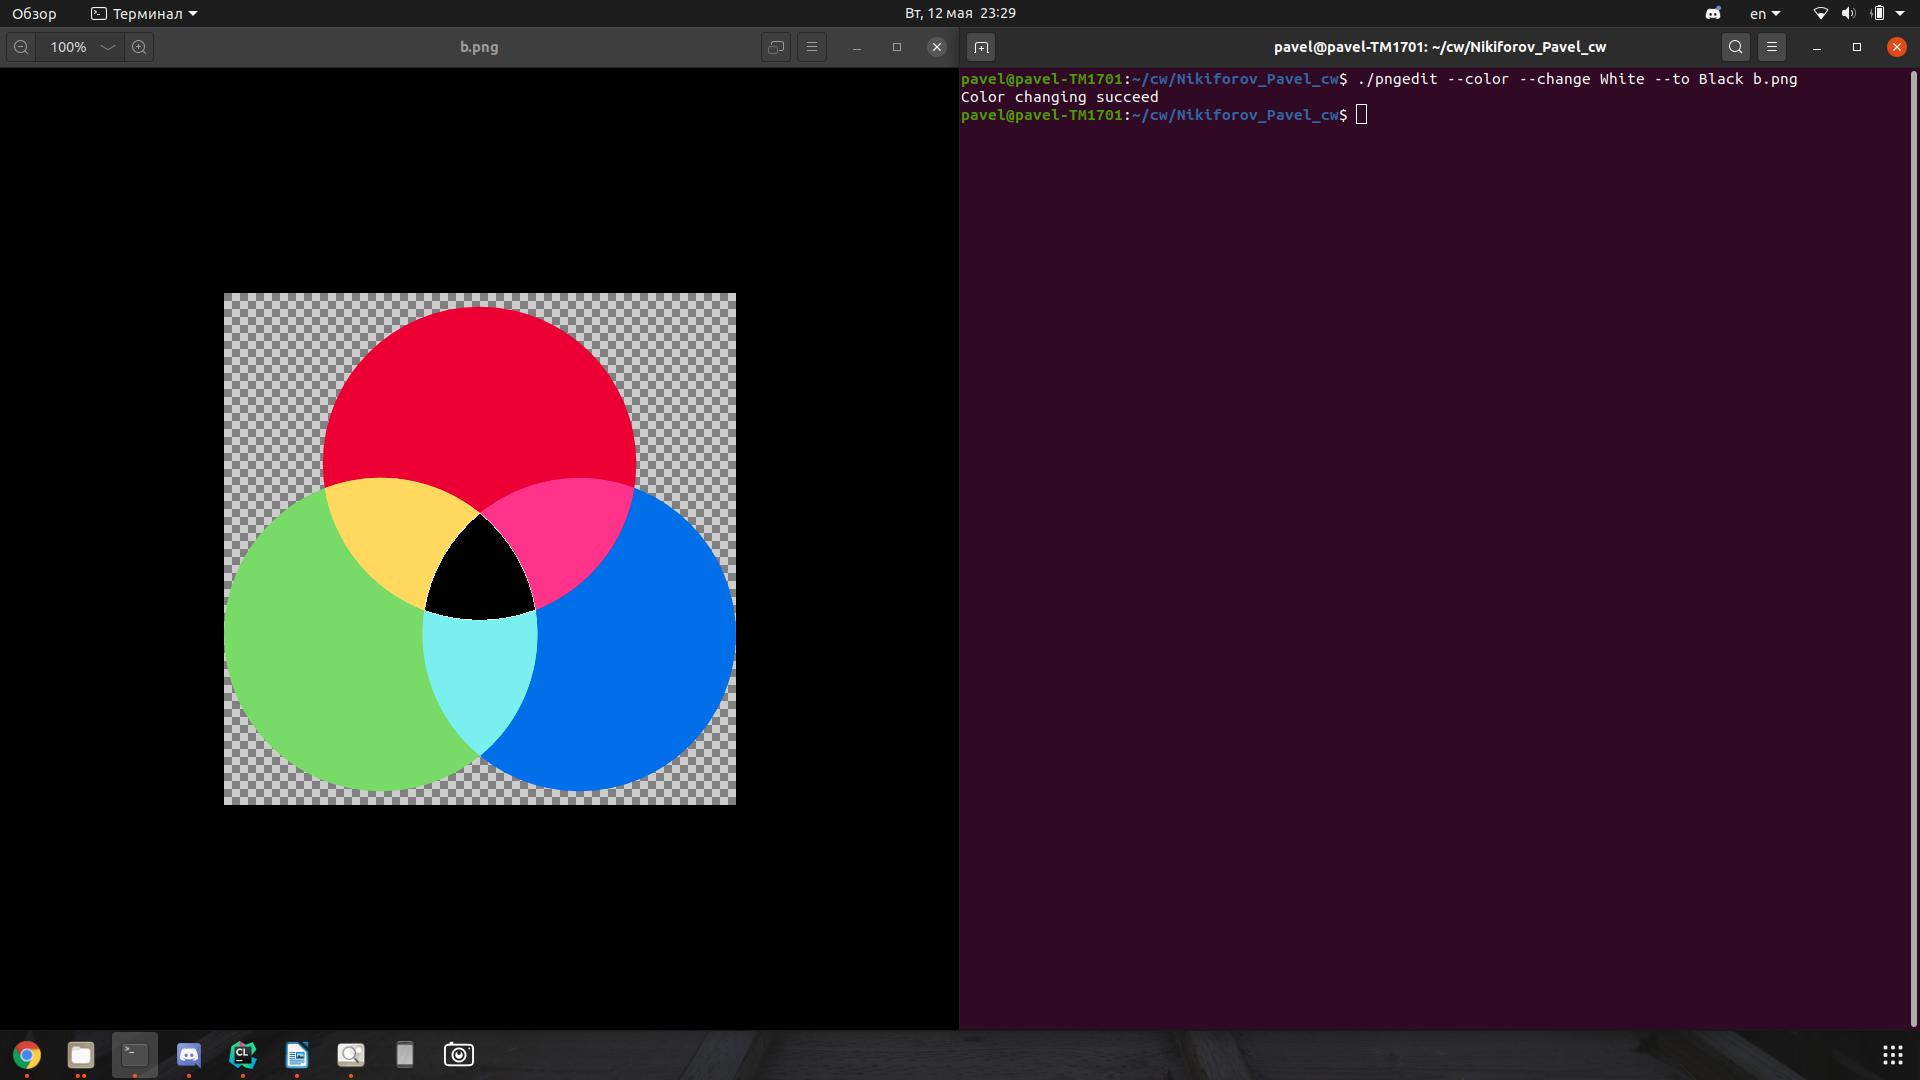 Обзор
Терминал
Вт, 12 мая 23:29
en
100%
b.png
pavel@pavel-TM1701: ~/cw/Nikiforov_Pavel_cw
pavel@pavel-TM1701:~/cw/Nikiforov_Pavel_cw$ ./pngedit --color --change White --to Black b.png
Color changing succeed
pavel@pavel-TM1701:~/cw/Nikiforov_Pavel_cw$
CL